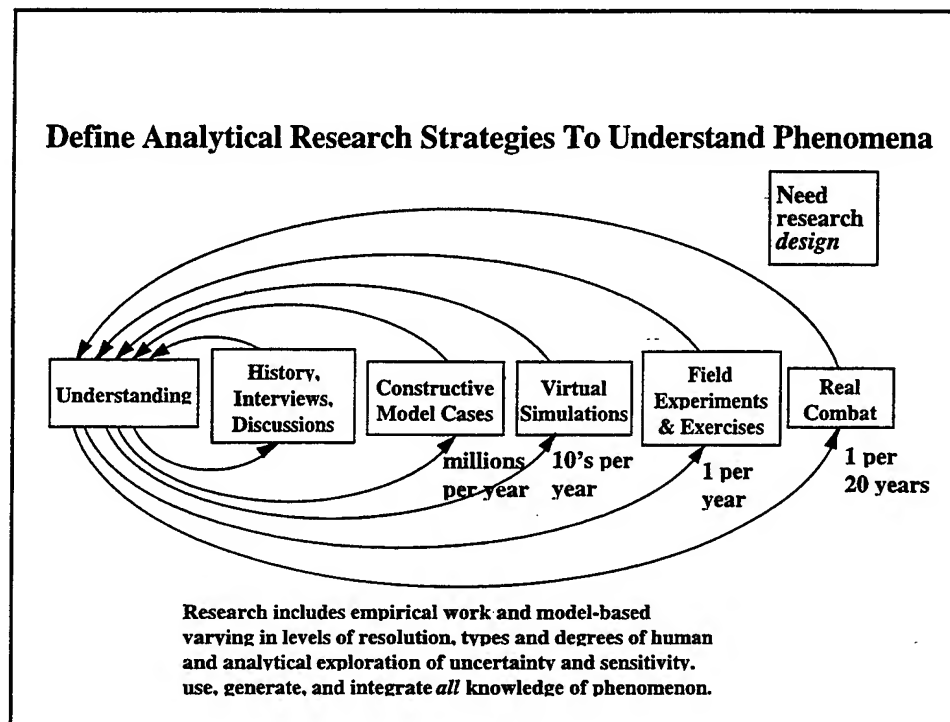 Define Analytical Research Strategies To Understand Phenomena
Need
research
design
Understanding
History,
Interviews,
Discussions
Constructive
Model Cases
Virtual
Simulations
Field
Experiments
& Exercises
Real
Combat
millions
per year
10's per
year
1 per
year
1 per
20 years
Research includes empirical work and model-based
varying in levels of resolution, types and degrees of human
and analytical exploration of uncertainty and sensitivity.
use, generate, and integrate all knowledge of phenomenon.